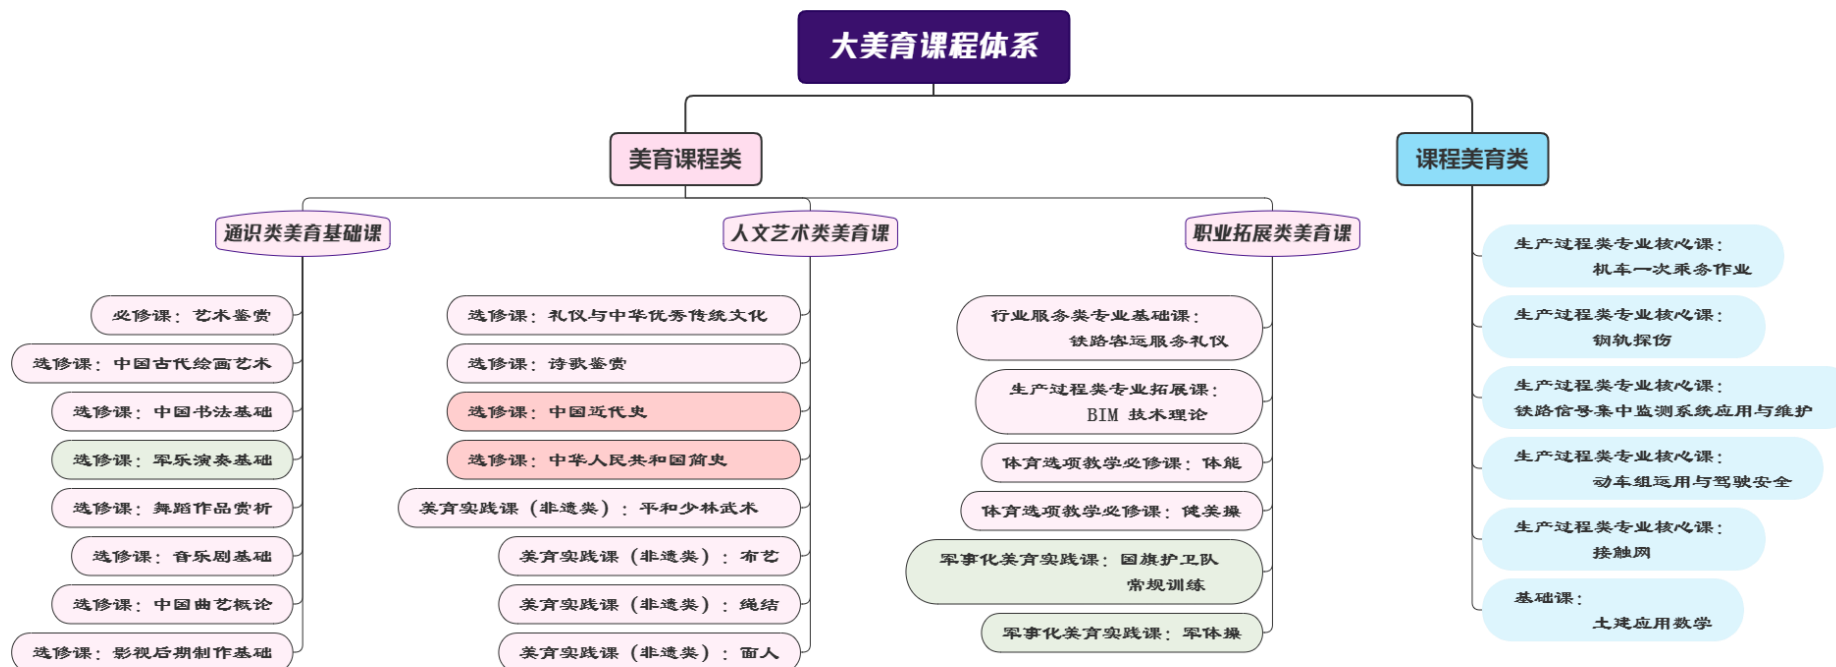 大美育课程体系
美育课程类
课程美育类
通识类美育基础课
人文艺术类美育课
职业拓展类美育课
必修课：艺术鉴赏
选修课：中国古代绘画艺术
选修课：中国书法基础
选修课：军乐演奏基础
选修课：舞蹈作品赏析
选修课：音乐剧基础
选修课：中国曲艺概论
选修课：影视后期制作基础
选修课：礼仪与中华优秀传统文化
选修课：诗歌鉴赏
选修课：中国近代史
选修课：中华人民共和国简史
美育实践课（非遗类）：平和少林武术
美育实践课（非遗类）：布艺
美育实践课（非遗类）：绳结
美育实践课（非遗类）：面人
行业服务类专业基础课：
铁路客运服务礼仪
生产过程类专业拓展课：
BIM 技术理论
体育选项教学必修课：体能
体育选项教学必修课：健美操
军事化美育实践课：国旗护卫队
常规训练
军事化美育实践课：军体操
生产过程类专业核心课：
机车一次乘务作业
生产过程类专业核心课：
钢轨探伤
生产过程类专业核心课：
铁路信号集中监测系统应用与维护
生产过程类专业核心课：
动车组运用与驾驶安全
生产过程类专业核心课：
接触网
基础课：
土建应用数学